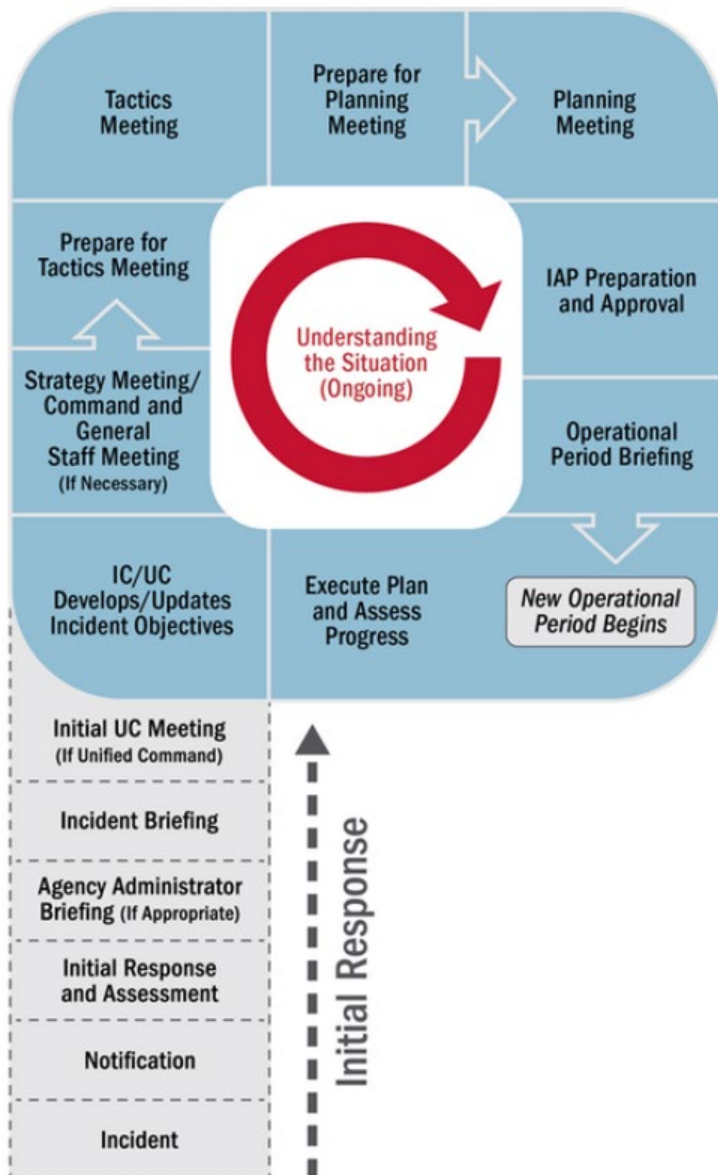 Tactics
Meeting
Prepare for
Planning
Meeting
Planning
Meeting
Prepare for
Tactics Meeting
Understanding
the Situation
(Ongoing)
IAP Preparation
and Approval
Strategy Meeting/
Command and
General
Staff Meeting
(If Necessary)
Operational
Period Briefing
IC/UC
Develops/Updates
Incident Objectives
Execute Plan
and Assess
Progress
New Operational
Period Begins
Initial UC Meeting
(If Unified Command)
Incident Briefing
Agency Administrator
Briefing (If Appropriate)
Initial Response
and Assessment
Notification
Incident
Initial Response